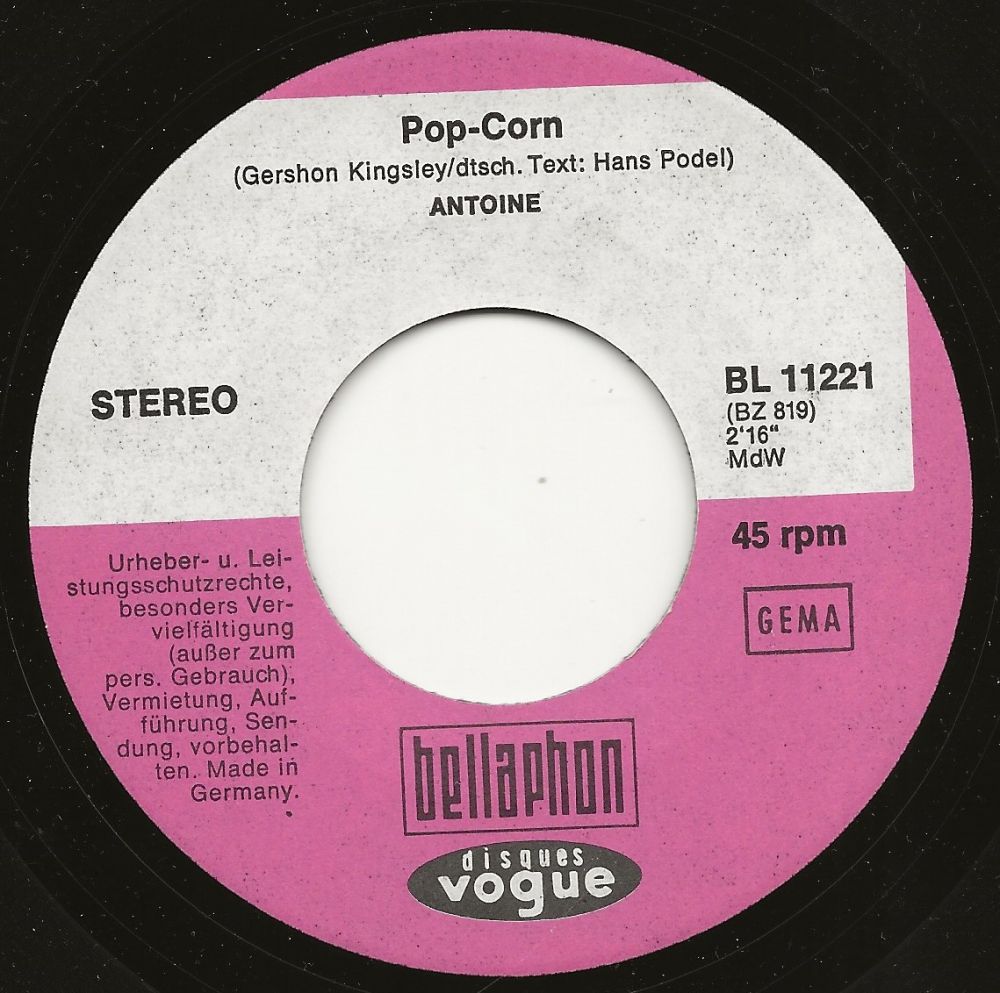 Pop-Corn
(Gershon Kingsley/dtsch. Text: Hans Podel)
ANTOINE
STEREO
BL 11221
(BZ 819)
2'16"
MdW
45 rpm
GEMA
Urheber- u. Lei-
stungsschutzrechte,
besonders Ver-
vielfältigung
(außer zum
pers. Gebrauch),
Vermietung, Auf-
führung, Sen-
dung, vorbehal-
ten. Made in
Germany.
bellaphon
disques
vogue